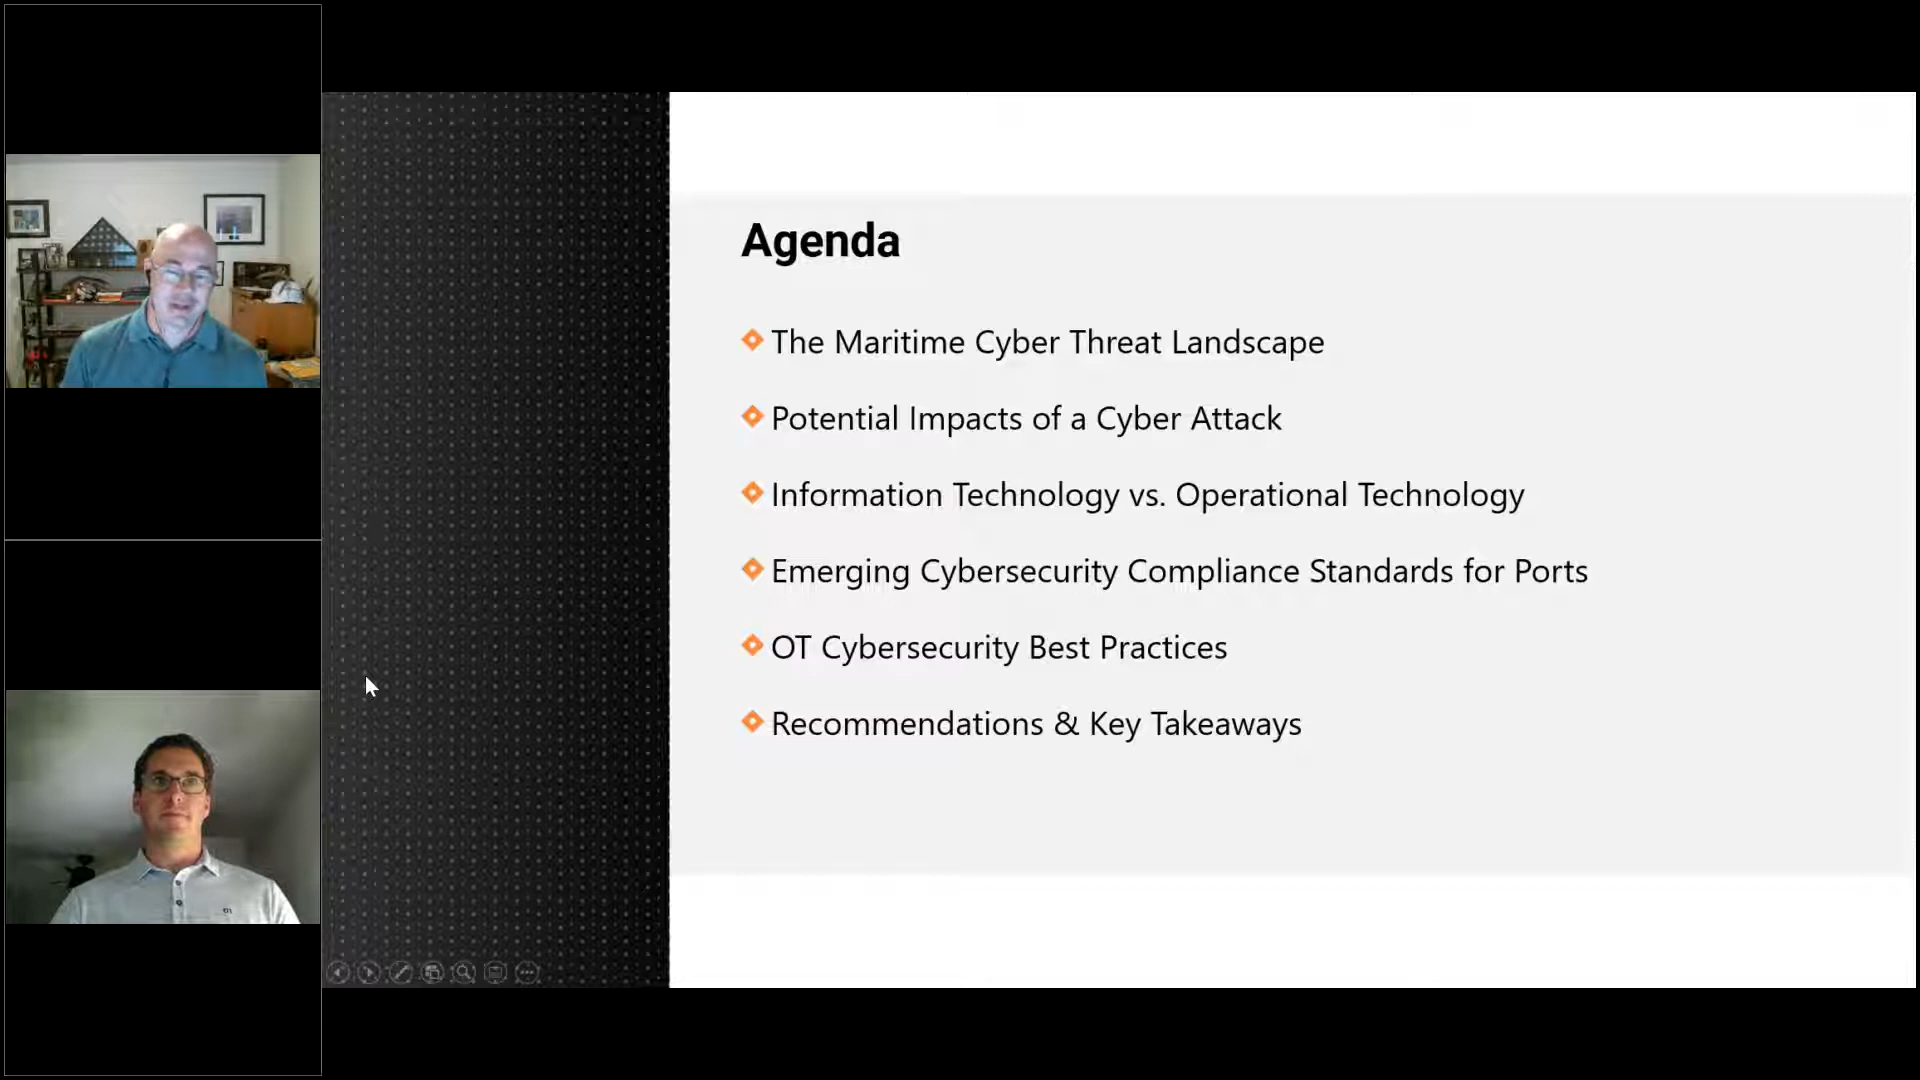 Agenda
The Maritime Cyber Threat Landscape
Potential Impacts of a Cyber Attack
Information Technology vs. Operational Technology
Emerging Cybersecurity Compliance Standards for Ports
OT Cybersecurity Best Practices
Recommendations & Key Takeaways